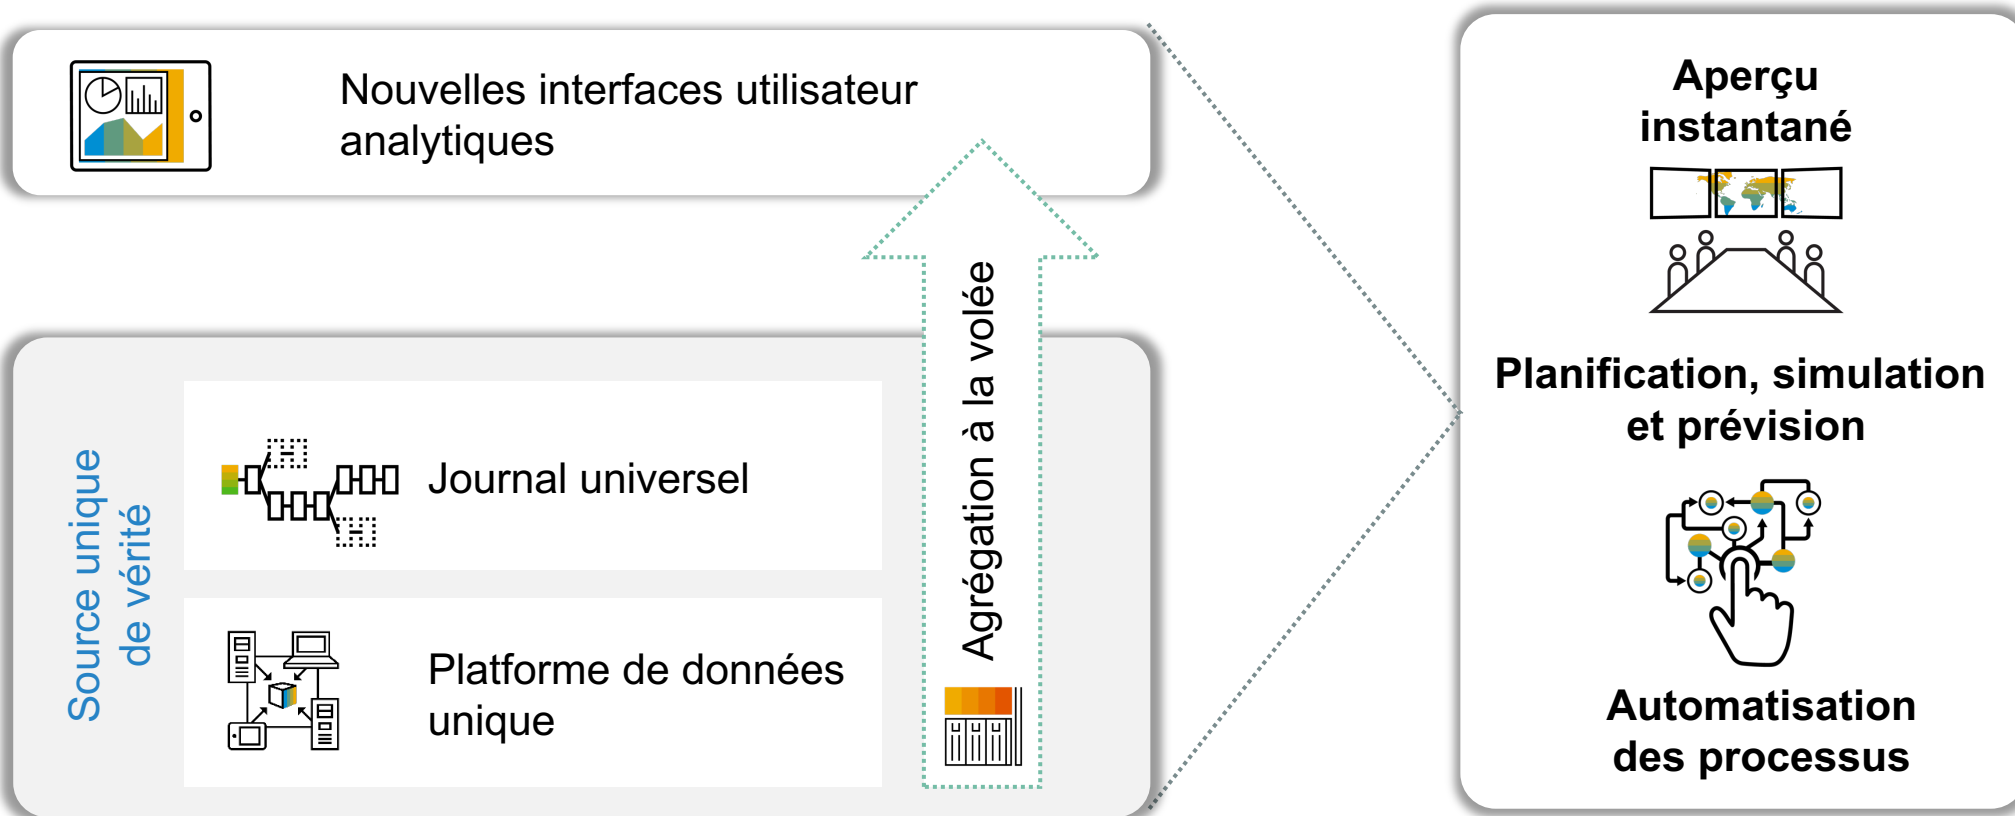 Nouvelles interfaces utilisateur
analytiques
Source unique
de vérité
Journal universel
Platforme de données
unique
Agrégation à la volée
Aperçu
instantané
Planification, simulation
et prévision
Automatisation
des processus